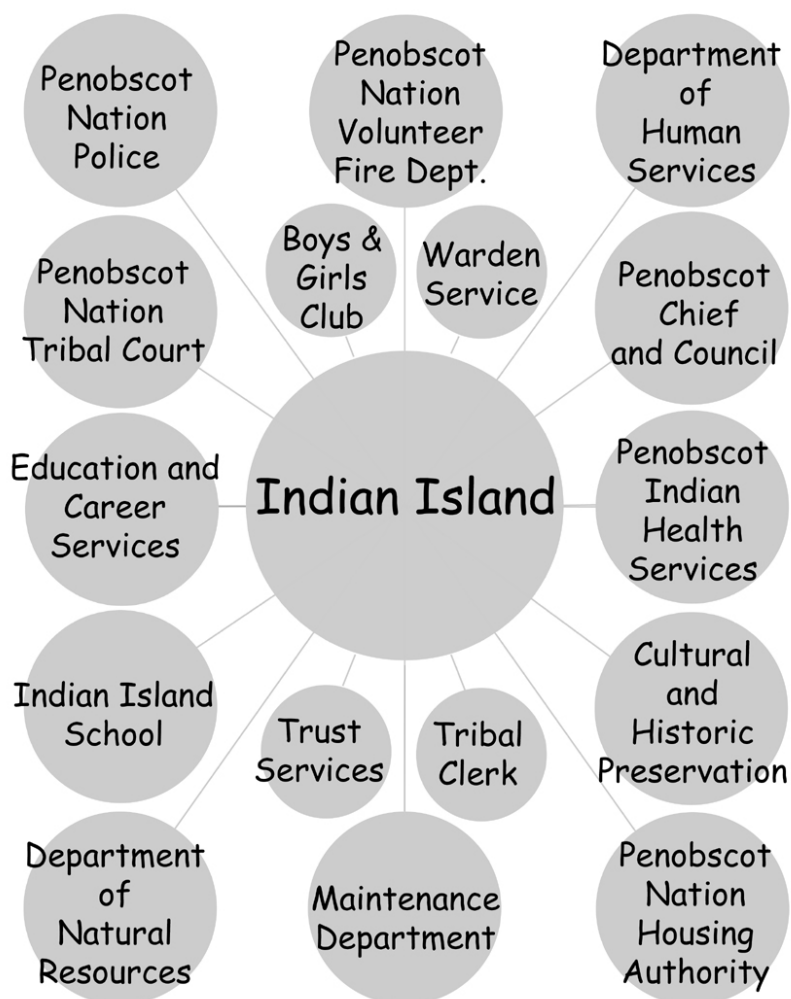 Penobscot
Nation
Police
Penobscot
Nation
Volunteer
Fire Dept.
Department
of
Human
Services
Boys &
Girls
Club
Warden
Service
Penobscot
Nation
Tribal Court
Penobscot
Chief
and Council
Education and
Career
Services
Indian Island
Penobscot
Indian
Health
Services
Indian Island
School
Trust
Services
Tribal
Clerk
Cultural
and
Historic
Preservation
Department
of
Natural
Resources
Maintenance
Department
Penobscot
Nation
Housing
Authority